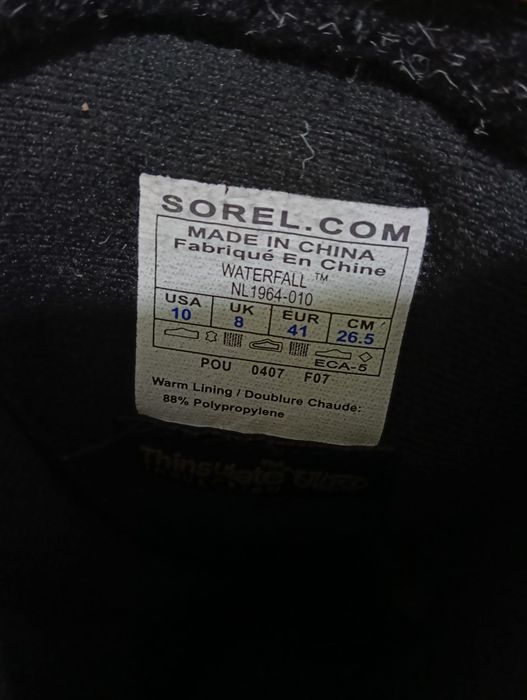 SOREL.COM
MADE IN CHINA
Fabriqué En Chine
WATERFALL ™
NL1964-010
USA UK EUR CM
10 8 41 26.5
ECA-5
POU 0407 F07
Warm Lining / Doublure Chaude:
88% Polypropylene
Thinsulate